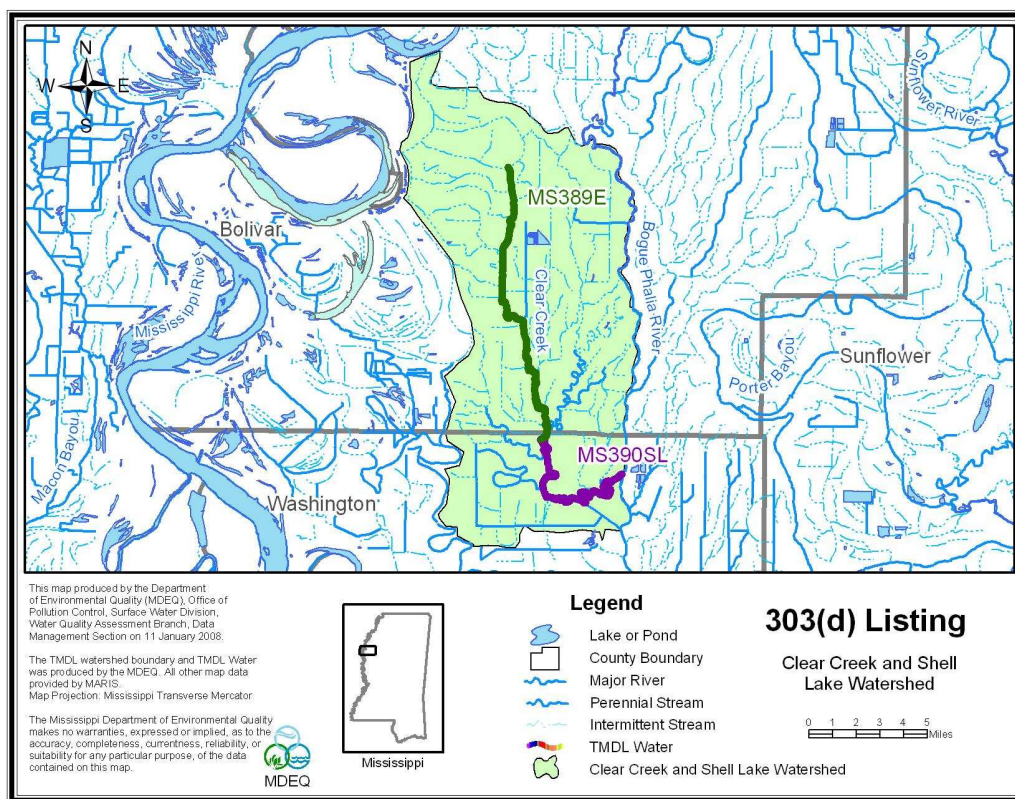 N
W E
S
Sunflower River
MS389E
Bolivar
Bogue Phalia River
Clear Creek
Mississippi River
Sunflower
Porter Bayou
Macon Bayou
MS390SL
Washington
This map produced by the Department
of Environmental Quality (MDEQ), Office of
Pollution Control, Surface Water Division,
Water Quality Assessment Branch, Data
Management Section on 11 January 2008.
The TMDL watershed boundary and TMDL Water
was produced by the MDEQ. All other map data
provided by MARIS.
Map Projection: Mississippi Transverse Mercator
The Mississippi Department of Environmental Quality
makes no warranties, expressed or implied, as to the
accuracy, completeness, currentness, reliability, or
suitability for any particular purpose, of the data
contained on this map.
MDEQ
Mississippi
Legend
Lake or Pond
County Boundary
Major River
Perennial Stream
Intermittent Stream
TMDL Water
Clear Creek and Shell Lake Watershed
303(d) Listing
Clear Creek and Shell
Lake Watershed
0 1 2 3 4 5
Miles